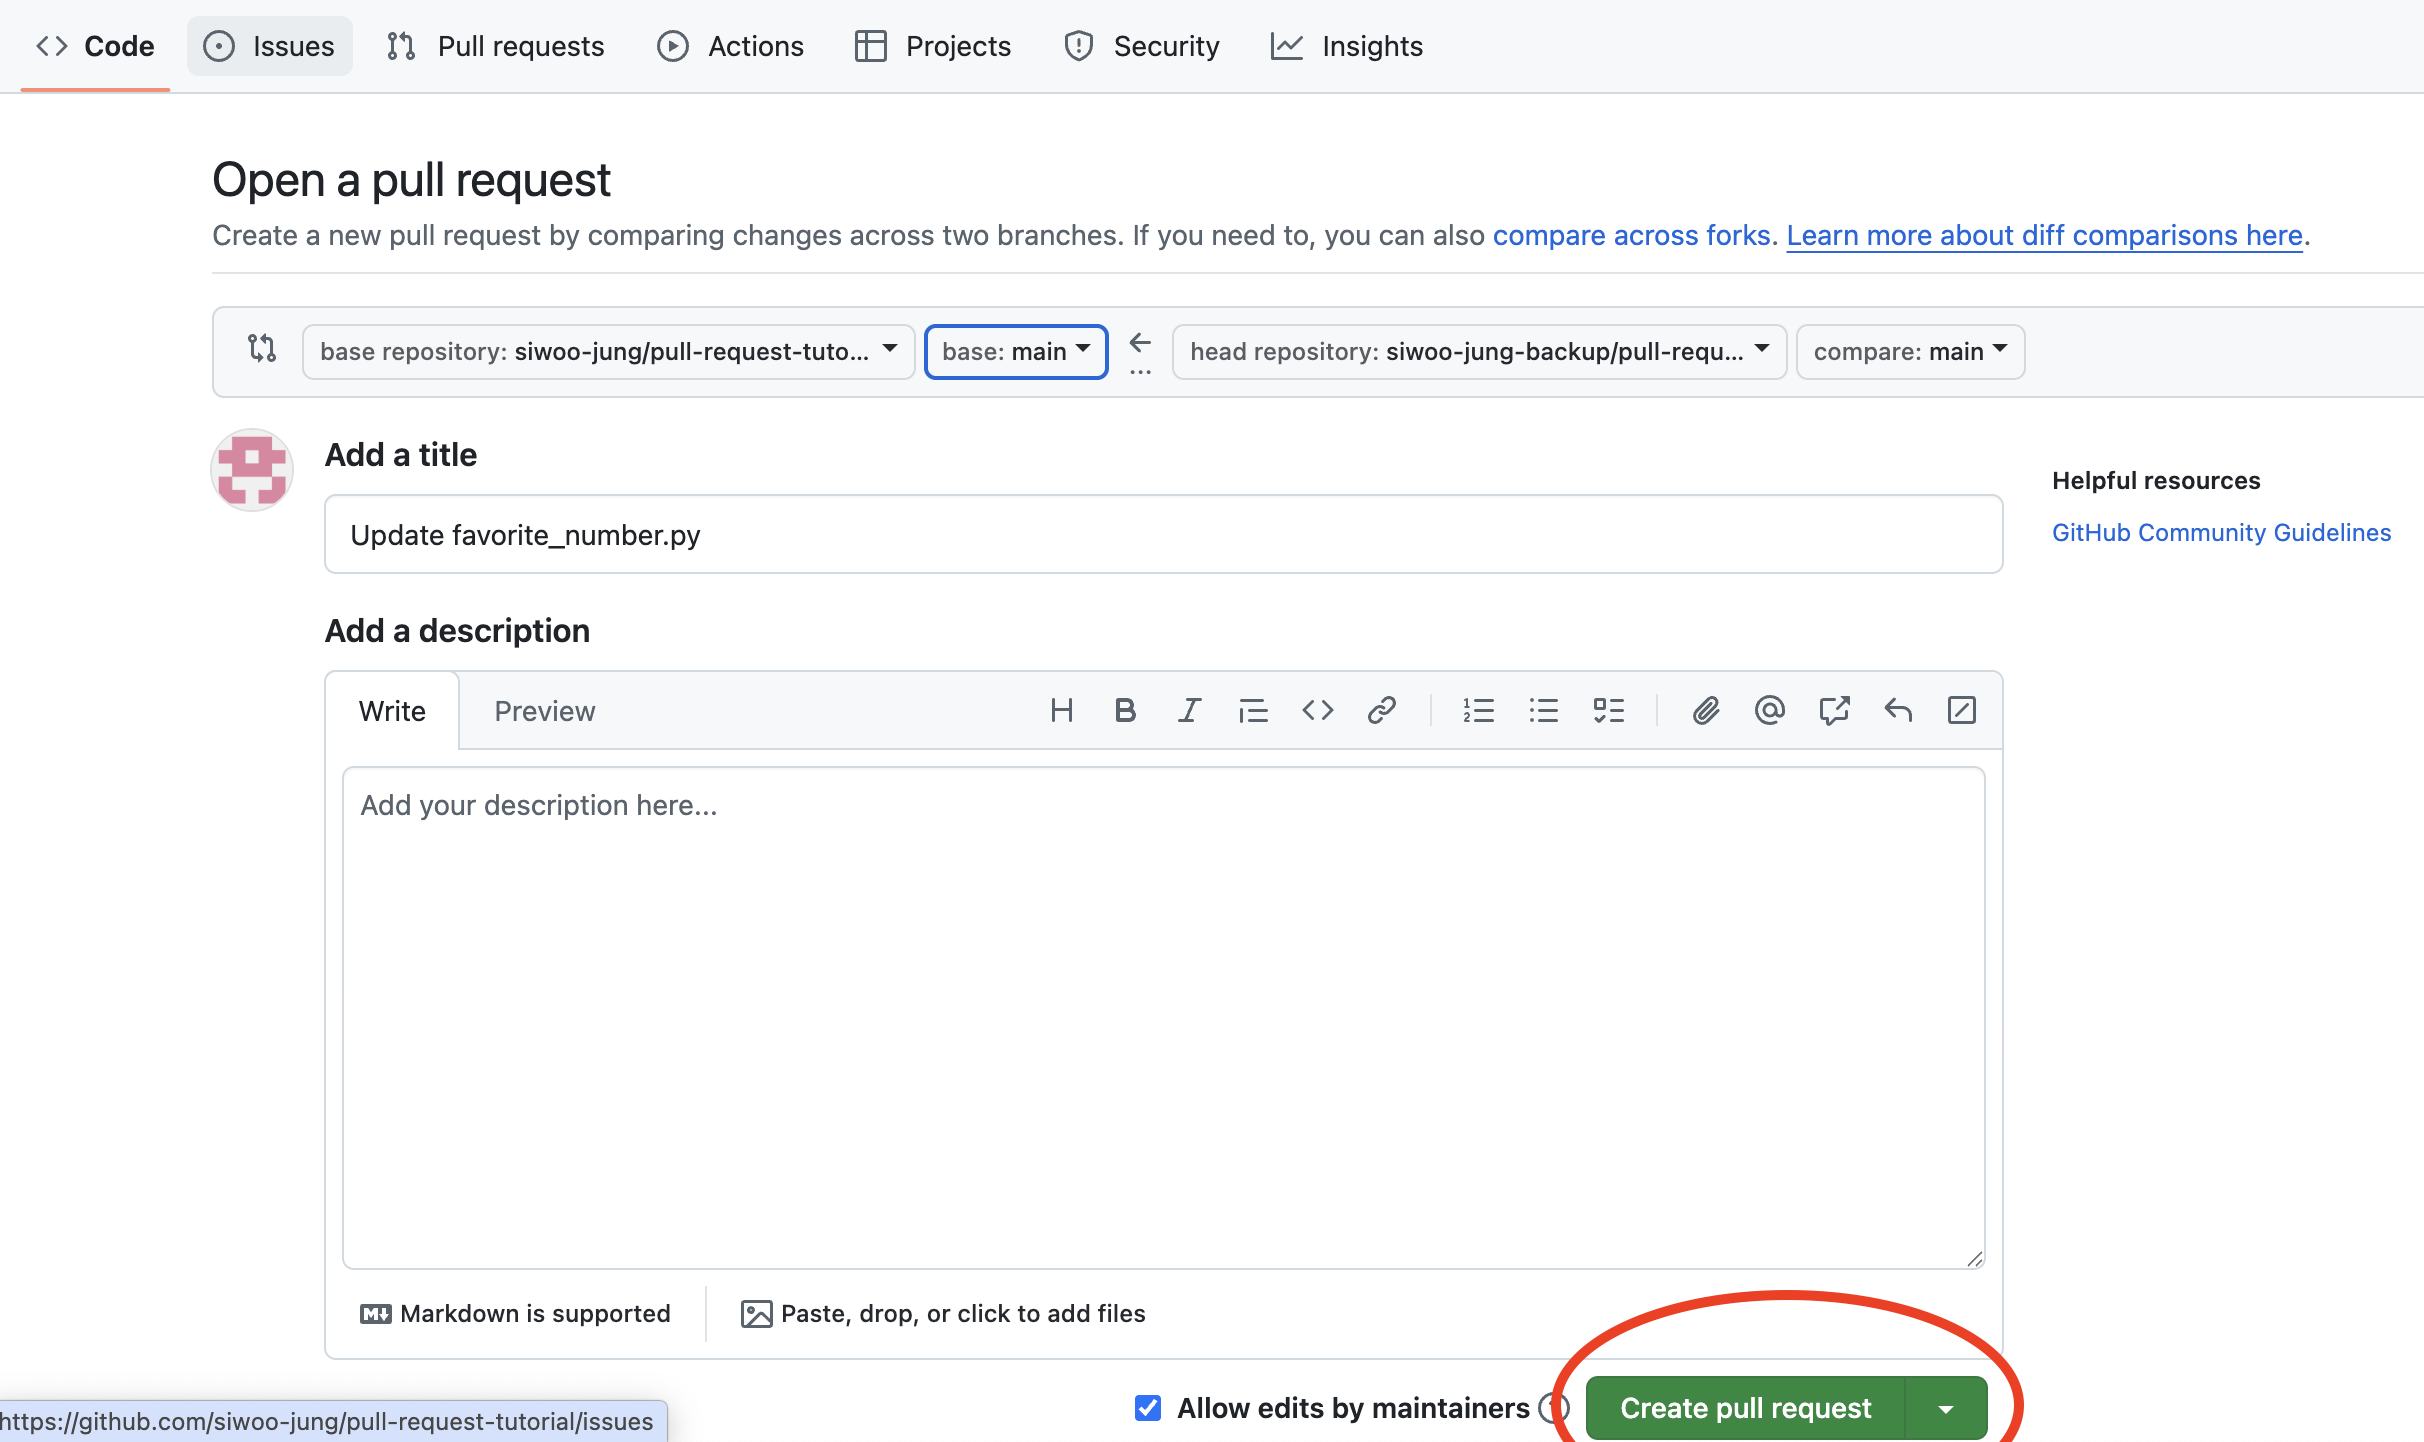 Code Issues Pull requests Actions Projects Security Insights
Open a pull request
Create a new pull request by comparing changes across two branches. If you need to, you can also compare across forks. Learn more about diff comparisons here.
base repository: siwoo-jung/pull-request-tuto... base: main ... head repository: siwoo-jung-backup/pull-requ... compare: main
Add a title
Helpful resources
Update favorite_number.py
GitHub Community Guidelines
Add a description
Write Preview
Add your description here...
Markdown is supported Paste, drop, or click to add files
Allow edits by maintainers Create pull request
https://github.com/siwoo-jung/pull-request-tutorial/issues